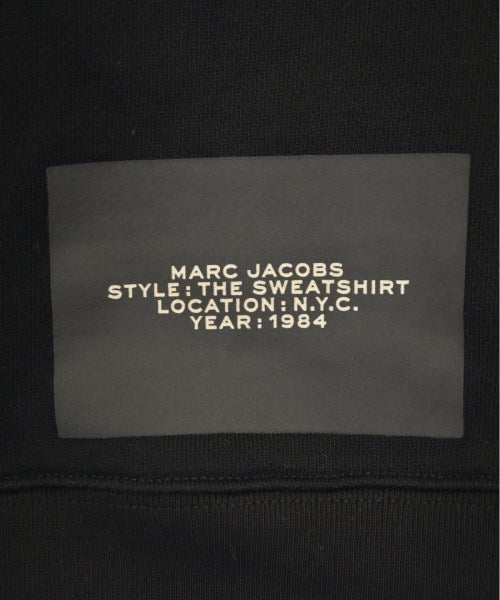 MARC JACOBS
STYLE : THE SWEATSHIRT
LOCATION : N.Y.C.
YEAR : 1984